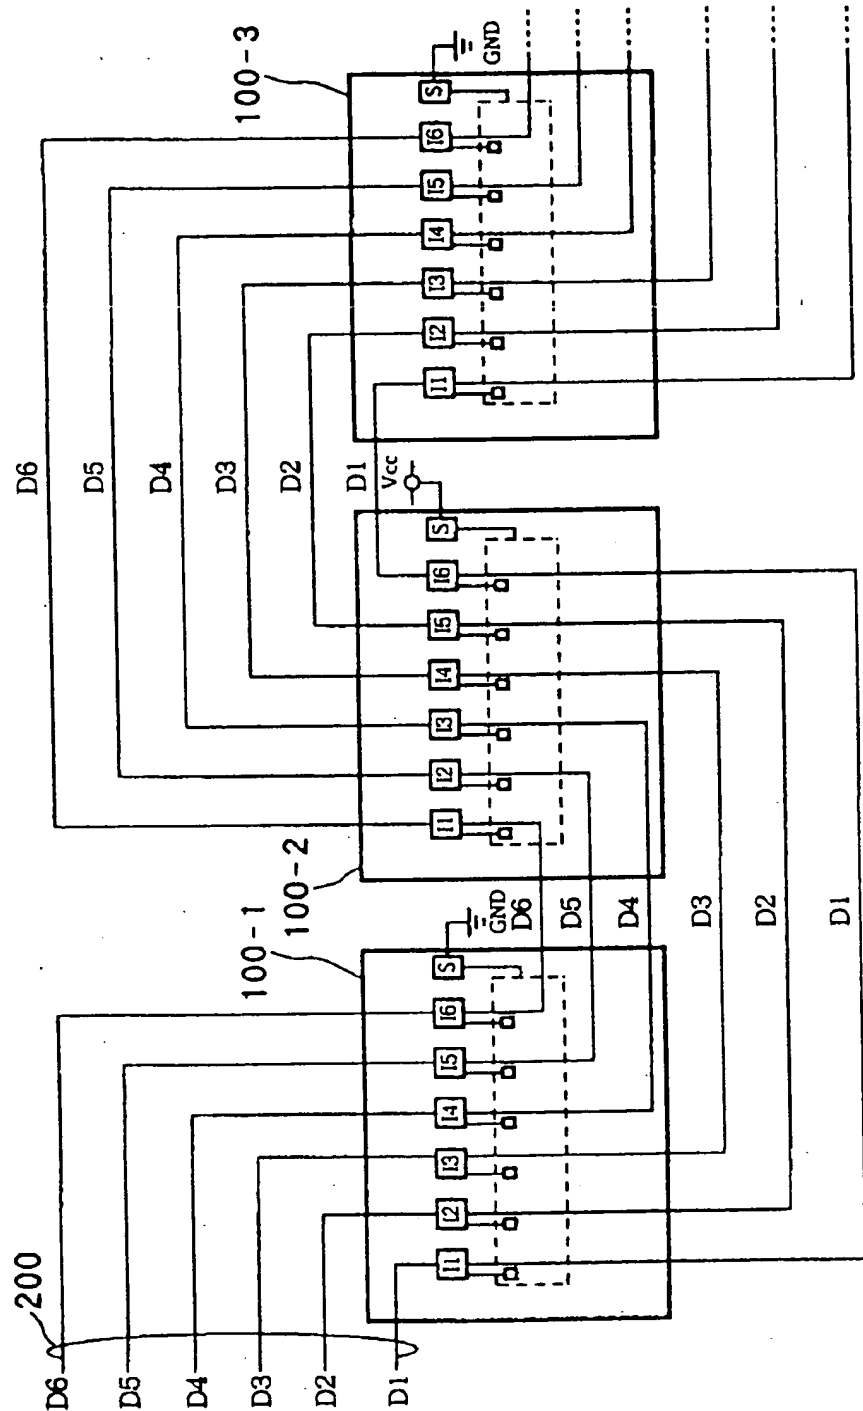 200
D6
D5
D4
D3
D2
D1
100-1
I1
I2
I3
I4
I5
I6
S
GND
D6
D5
D4
D3
D2
D1
100-2
I1
I2
I3
I4
I5
I6
S
Vcc
D6
D5
D4
D3
D2
D1
100-3
I1
I2
I3
I4
I5
I6
S
GND